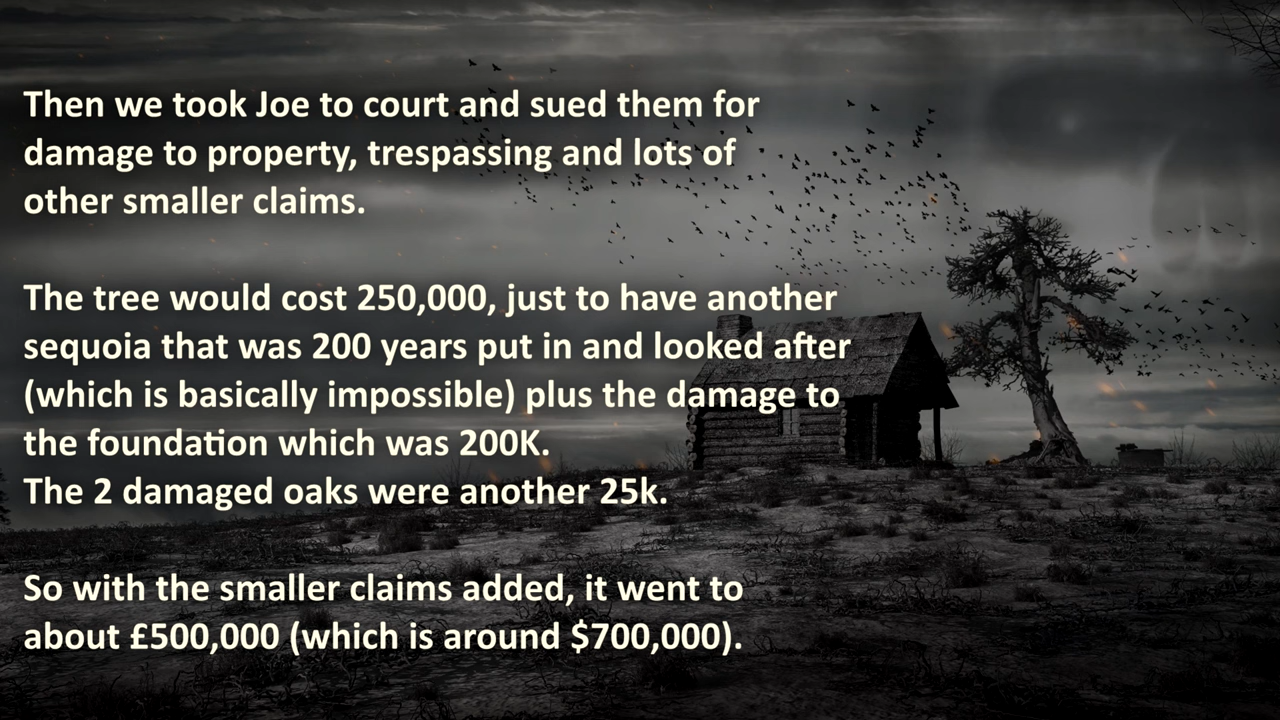 Then we took Joe to court and sued them for
damage to property, trespassing and lots of
other smaller claims.
The tree would cost 250,000, just to have another
sequoia that was 200 years put in and looked after
(which is basically impossible) plus the damage to
the foundation which was 200K.
The 2 damaged oaks were another 25k.
So with the smaller claims added, it went to
about £500,000 (which is around $700,000).